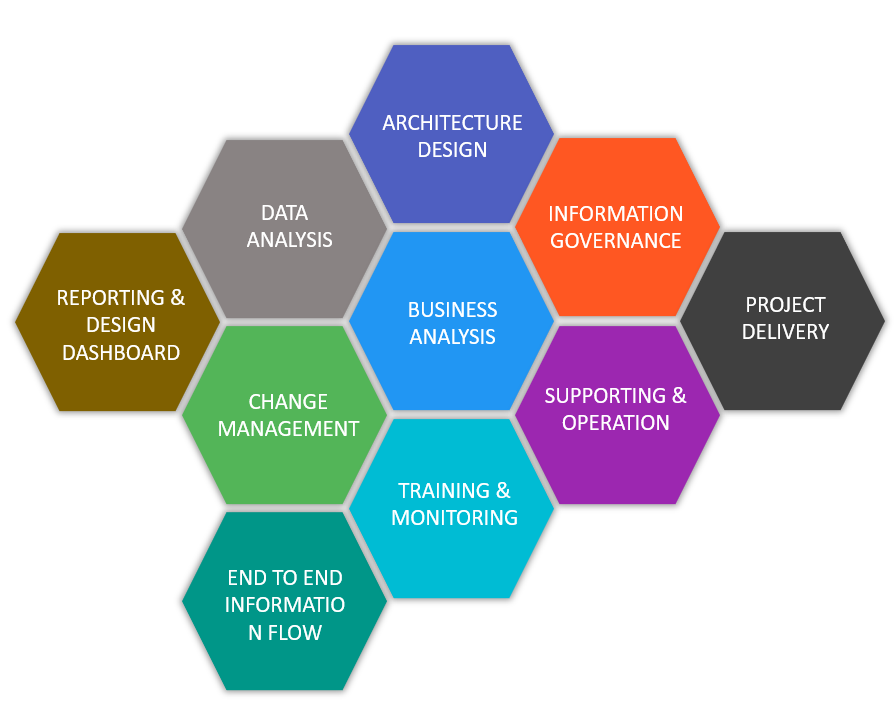 ARCHITECTURE
DESIGN
DATA
ANALYSIS
INFORMATION
GOVERNANCE
REPORTING &
DESIGN
DASHBOARD
BUSINESS
ANALYSIS
PROJECT
DELIVERY
CHANGE
MANAGEMENT
SUPPORTING &
OPERATION
TRAINING &
MONITORING
END TO END
INFORMATIO
N FLOW